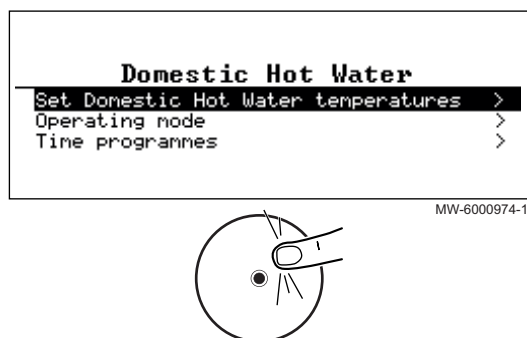 Domestic Hot Water
Set Domestic Hot Water temperatures >
Operating mode >
Time programmes >
MW-6000974-1